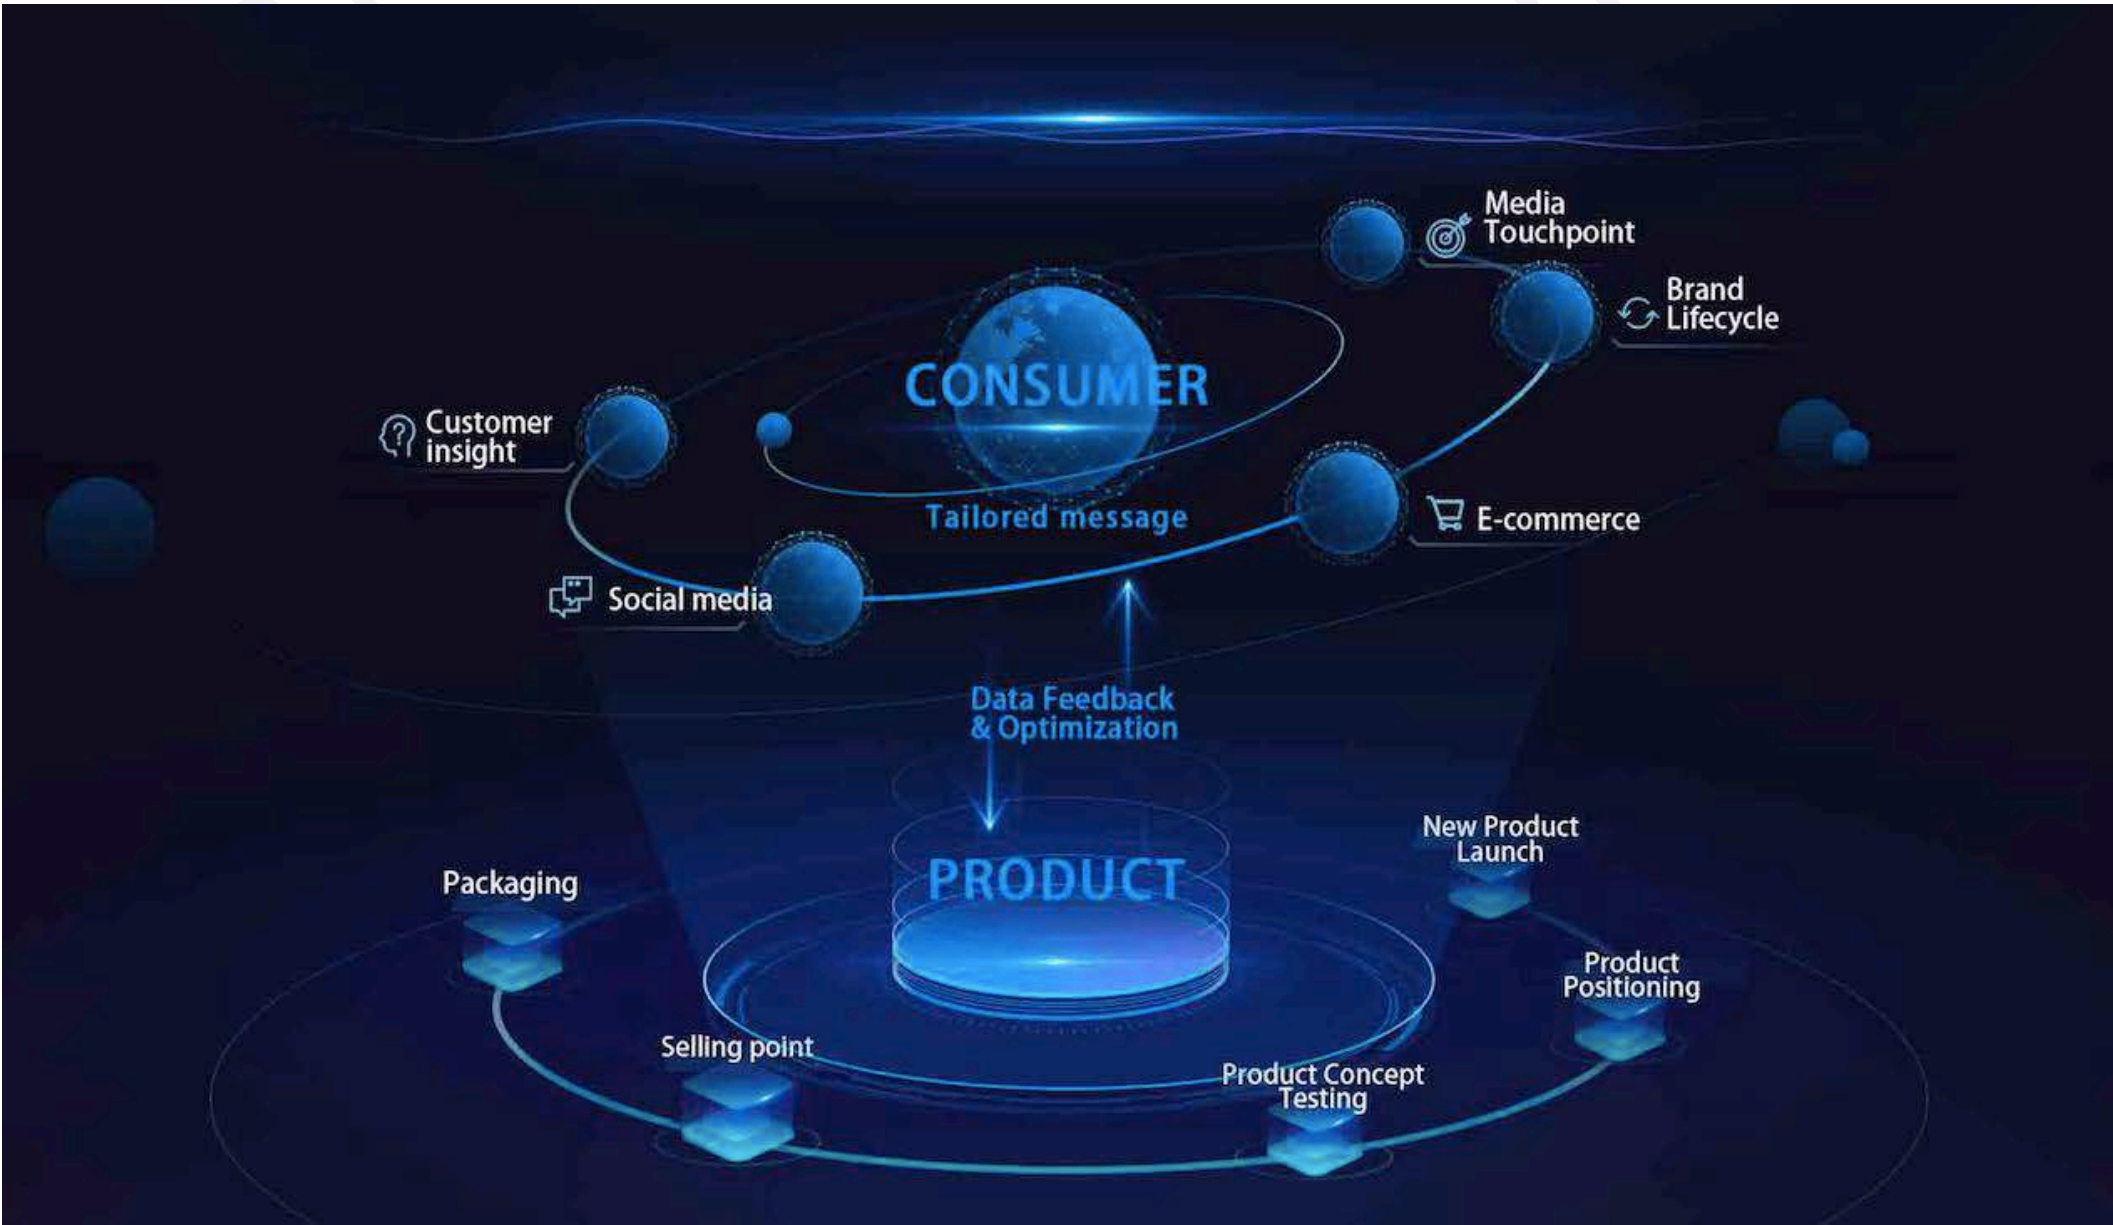 Media
Touchpoint
Brand
Lifecycle
CONSUMER
Customer
insight
Tailored message
E-commerce
Social media
Data Feedback
& Optimization
New Product
Launch
PRODUCT
Packaging
Product
Positioning
Selling point
Product Concept
Testing